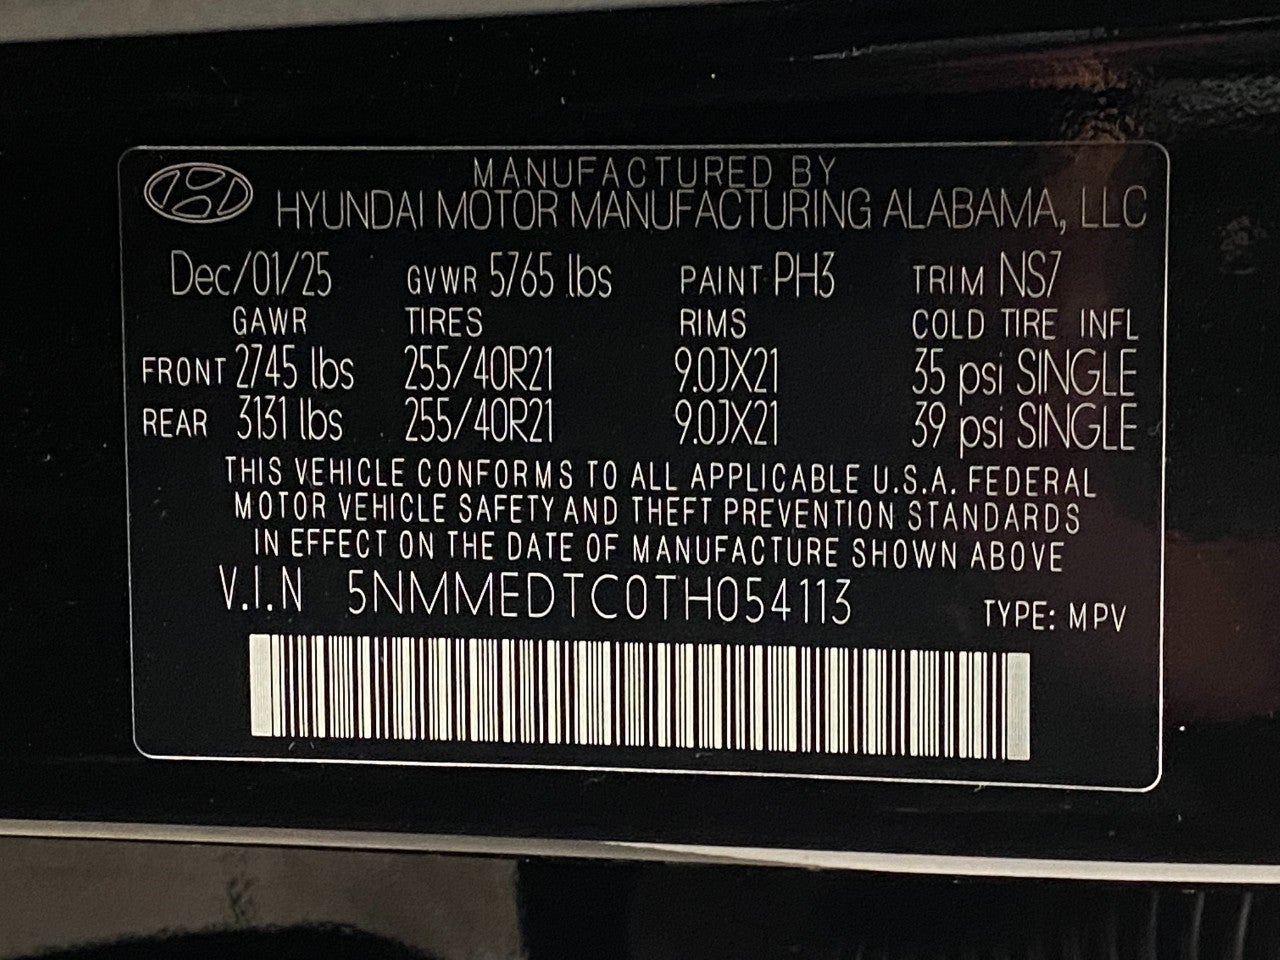 MANUFACTURED BY
HYUNDAI MOTOR MANUFACTURING ALABAMA, LLC
Dec/01/25 GVWR 5765 lbs PAINT PH3 TRIM NS7
GAWR TIRES RIMS COLD TIRE INFL
FRONT 2745 lbs 255/40R21 9.0JX21 35 psi SINGLE
REAR 3131 lbs 255/40R21 9.0JX21 39 psi SINGLE
THIS VEHICLE CONFORMS TO ALL APPLICABLE U.S.A. FEDERAL
MOTOR VEHICLE SAFETY AND THEFT PREVENTION STANDARDS
IN EFFECT ON THE DATE OF MANUFACTURE SHOWN ABOVE
V.I.N 5NMMEDTC0TH054113 TYPE: MPV